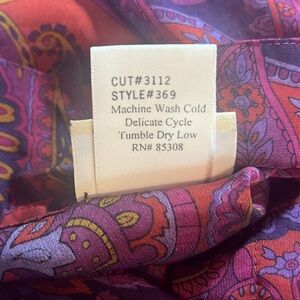 CUT#3112
STYLE#369
Machine Wash Cold
Delicate Cycle
Tumble Dry Low
RN# 85308